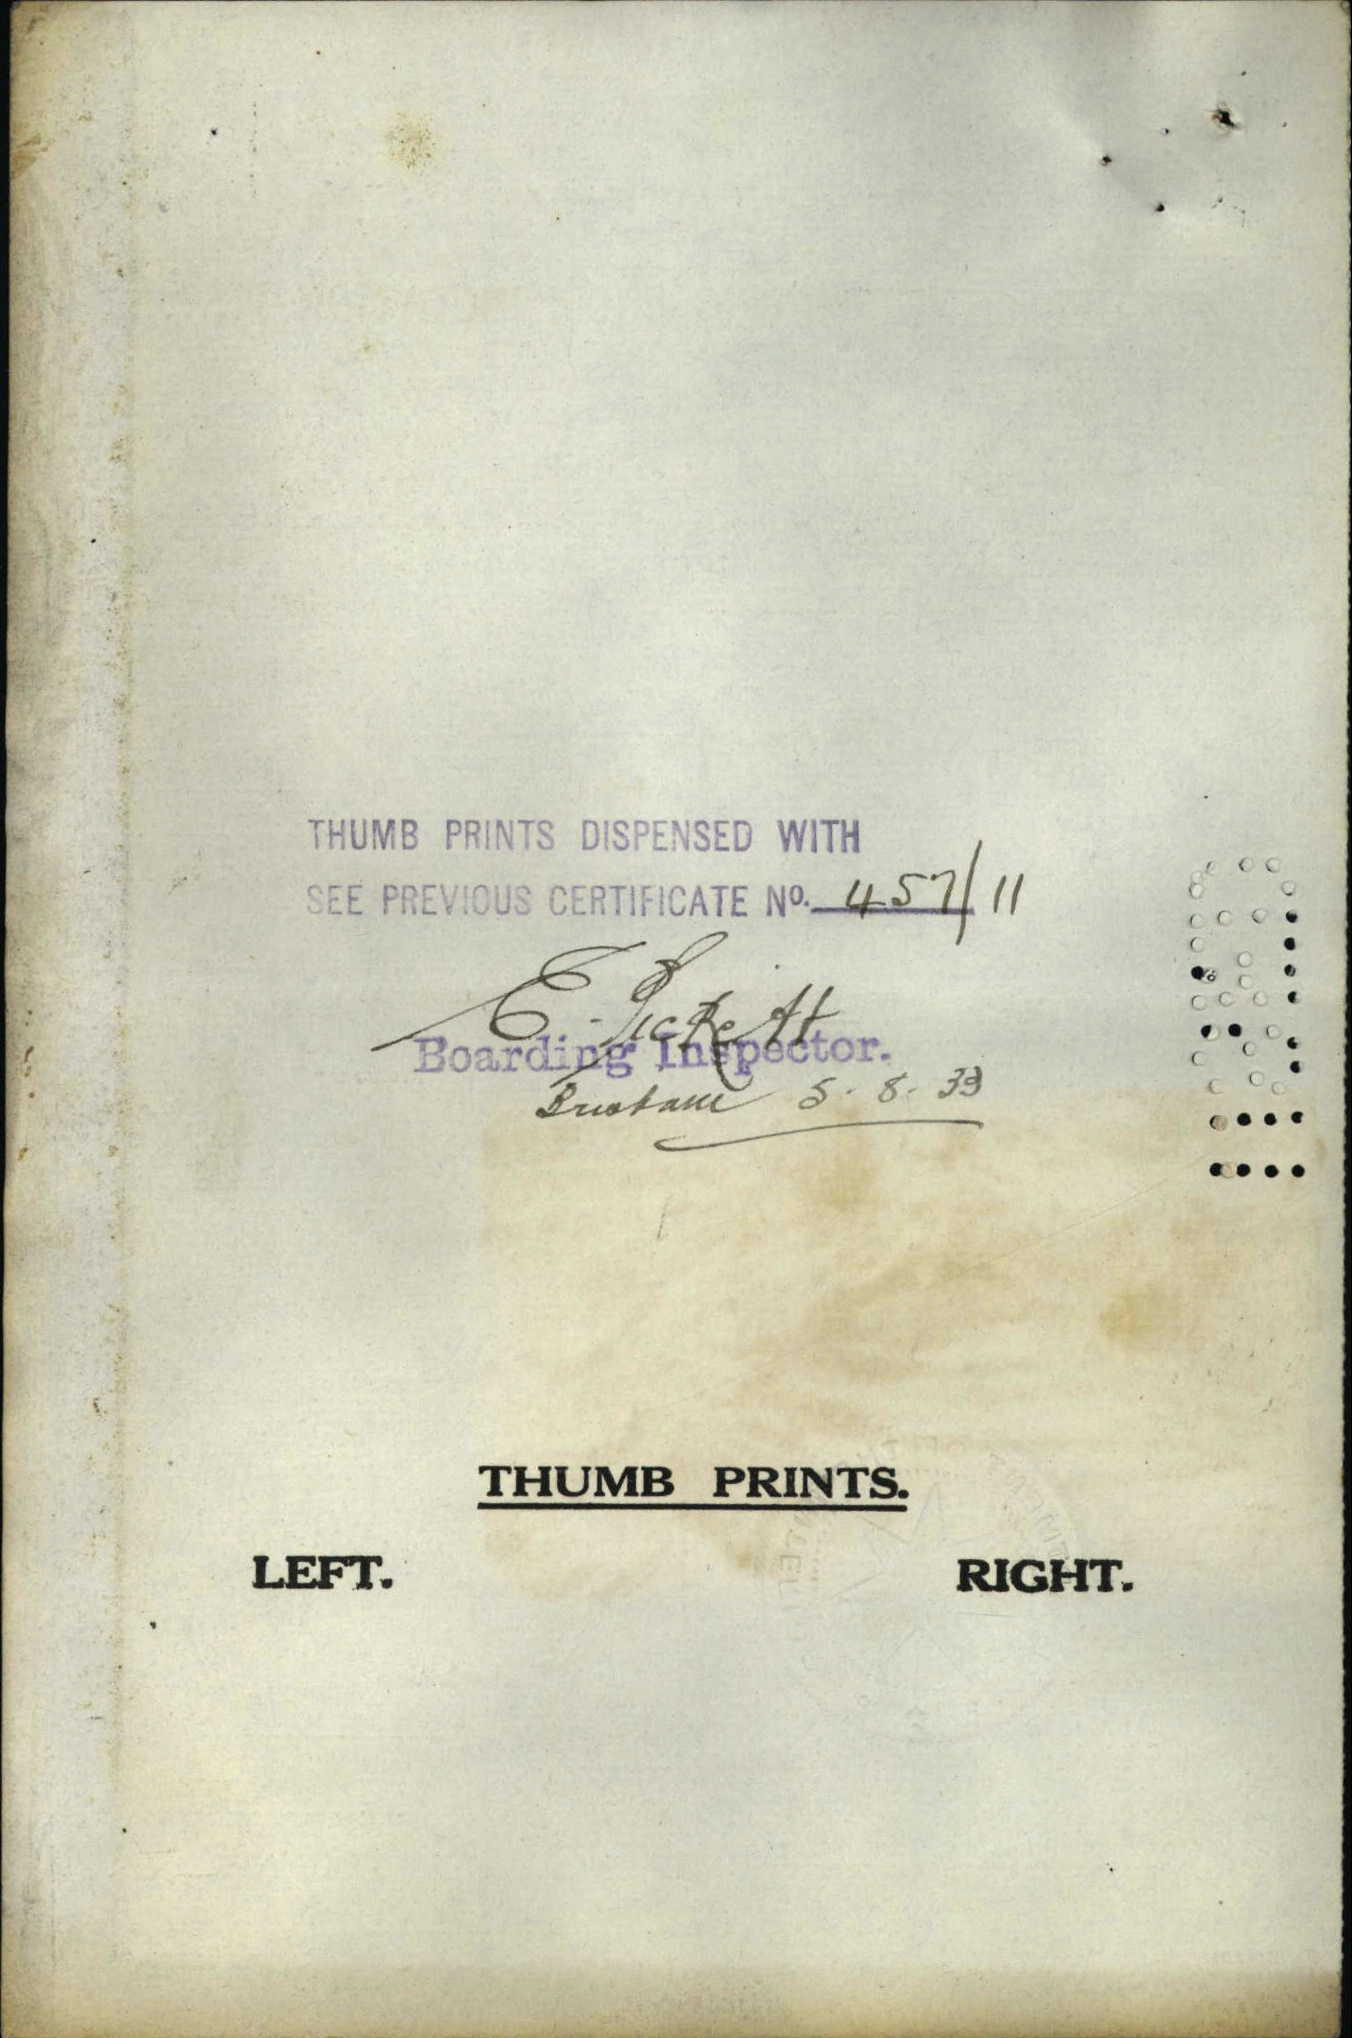 THUMB PRINTS DISPENSED WITH
SEE PREVIOUS CERTIFICATE No. 457/11
Boarding Inspector.
Brisbane 5. 8. 33
THUMB PRINTS.
LEFT. RIGHT.